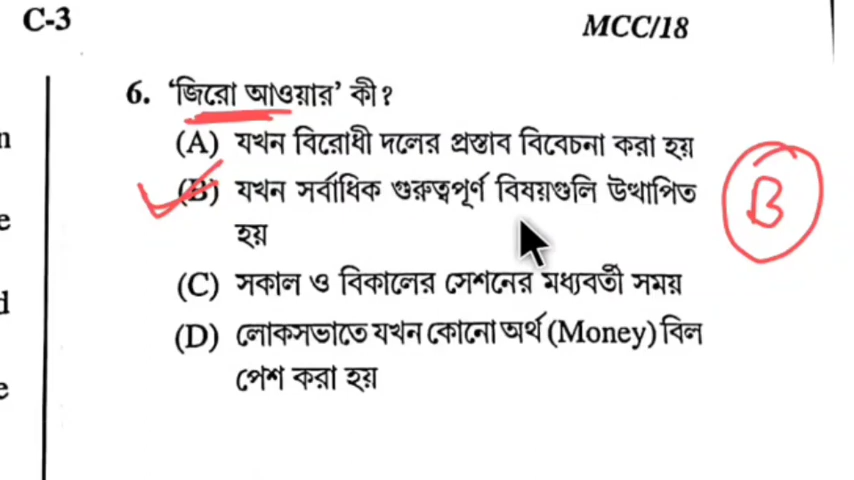 C-3
MCC/18
6. 'জিরো আওয়ার' কী?
(A) যখন বিরোধী দলের প্রস্তাব বিবেচনা করা হয়
(B) যখন সর্বাধিক গুরুত্বপূর্ণ বিষয়গুলি উত্থাপিত
হয়
B
(C) সকাল ও বিকালের সেশনের মধ্যবর্তী সময়
(D) লোকসভাতে যখন কোনো অর্থ (Money) বিল
পেশ করা হয়
n
e
d
e